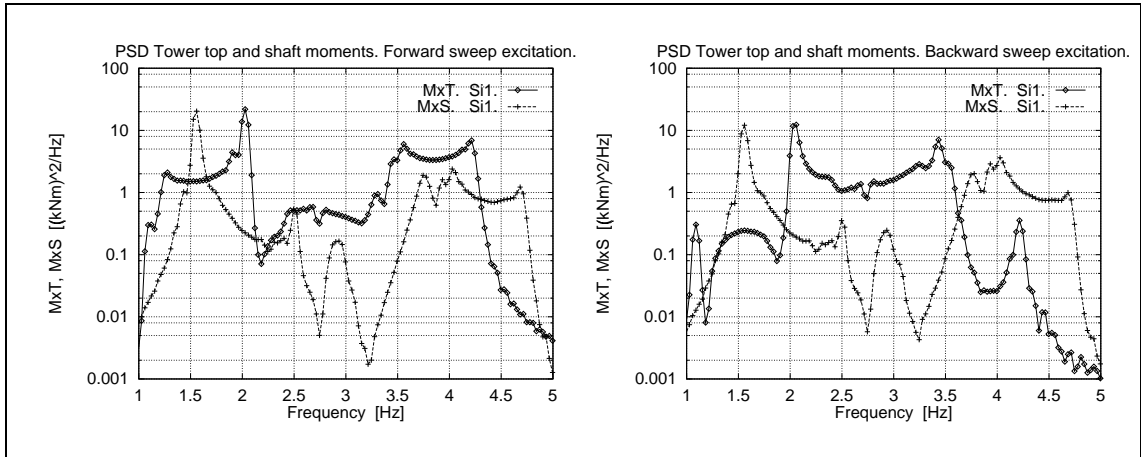 PSD Tower top and shaft moments. Forward sweep excitation.
100
10
1
0.1
0.01
0.001
MxT, MxS [(kNm)^2/Hz]
MxT. Si1.
MxS. Si1.
1 1.5 2 2.5 3 3.5 4 4.5 5
Frequency [Hz]
PSD Tower top and shaft moments. Backward sweep excitation.
100
10
1
0.1
0.01
0.001
MxT, MxS [(kNm)^2/Hz]
MxT. Si1.
MxS. Si1.
1 1.5 2 2.5 3 3.5 4 4.5 5
Frequency [Hz]